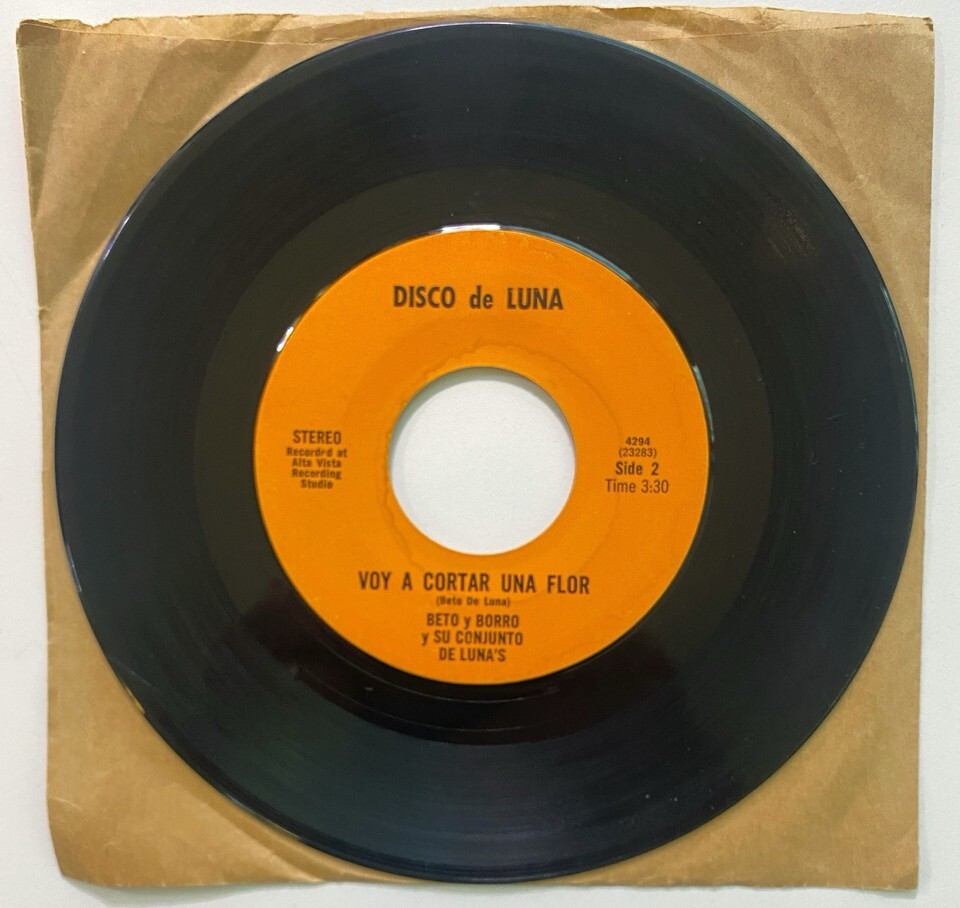 DISCO de LUNA
STEREO
Recorded at
Alta Vista
Recording
Studio
4294
(23283)
Side 2
Time 3:30
VOY A CORTAR UNA FLOR
(Beto De Luna)
BETO y BORRO
y SU CONJUNTO
DE LUNA'S